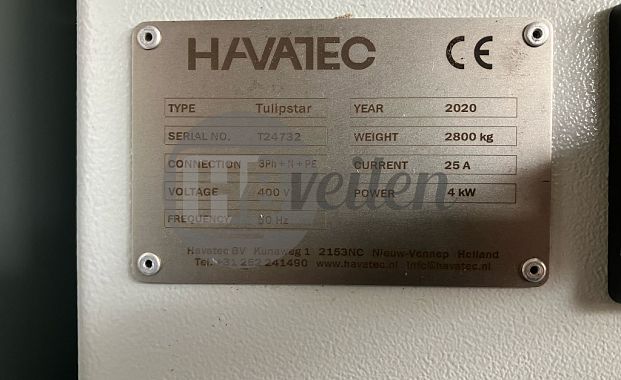 HAVATEC CE
TYPE Tulipstar YEAR 2020
SERIAL NO. T24732 WEIGHT 2800 kg
CONNECTION 3Ph+N+PE CURRENT 25 A
VOLTAGE 400 V POWER 4 kW
FREQUENCY 50 Hz
veilen
Havatec BV Kunaweg 1 2153NC Nieuw-Vennep Holland
Tel.+31 252 241490 www.havatec.nl info@havatec.nl